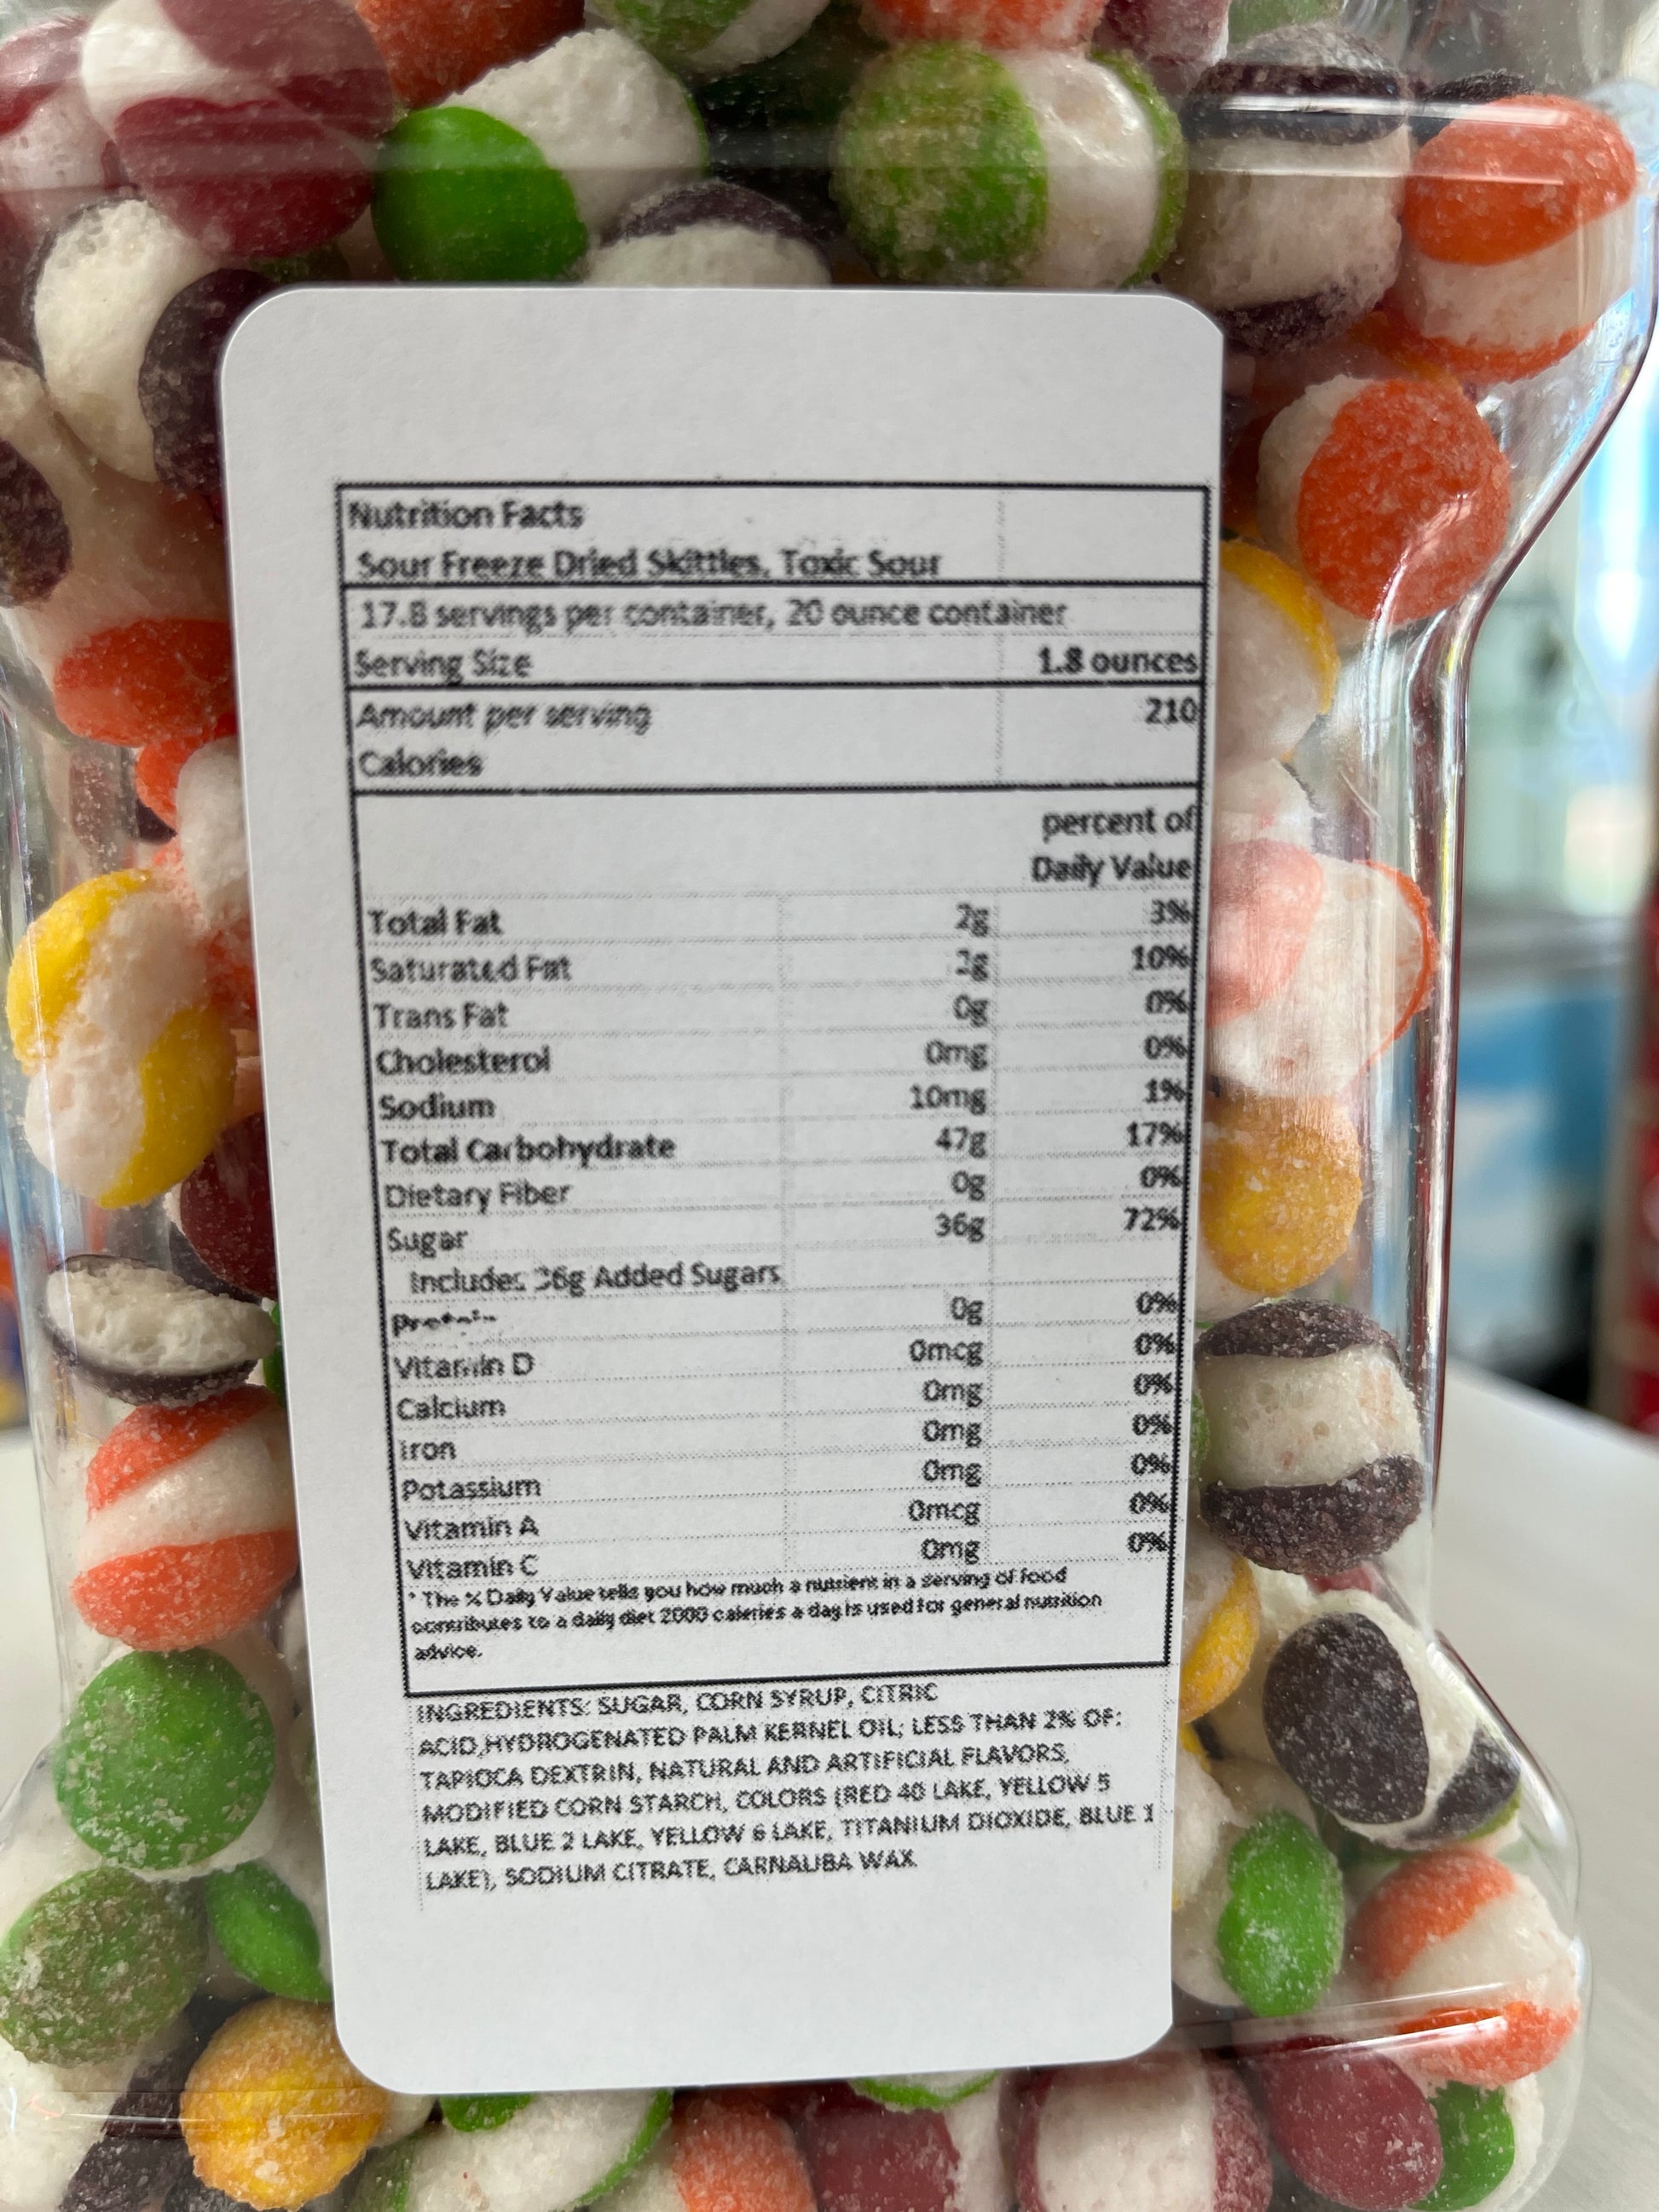 Nutrition Facts
Sour Freeze Dried Skittles, Toxic Sour
17.8 servings per container, 20 ounce container
Serving Size 1.8 ounces
Amount per serving 210
Calories
percent of
Daily Value
Total Fat 2g 3%
Saturated Fat 2g 10%
Trans Fat 0g 0%
Cholesterol 0mg 0%
Sodium 10mg 1%
Total Carbohydrate 47g 17%
Dietary Fiber 0g 0%
Sugar 36g 72%
Includes 36g Added Sugars
Protein 0g 0%
Vitamin D 0mcg 0%
Calcium 0mg 0%
Iron 0mg 0%
Potassium 0mg 0%
Vitamin A 0mcg 0%
Vitamin C 0mg 0%
* The % Daily Value tells you how much a nutrient in a serving of food
contributes to a daily diet 2000 caleries a day is used for general nutrition
advice.
INGREDIENTS: SUGAR, CORN SYRUP, CITRIC
ACID,HYDROGENATED PALM KERNEL OIL; LESS THAN 2% OF:
TAPIOCA DEXTRIN, NATURAL AND ARTIFICIAL FLAVORS,
MODIFIED CORN STARCH, COLORS (RED 40 LAKE, YELLOW 5
LAKE, BLUE 2 LAKE, YELLOW 6 LAKE, TITANIUM DIOXIDE, BLUE 1
LAKE), SODIUM CITRATE, CARNAUBA WAX